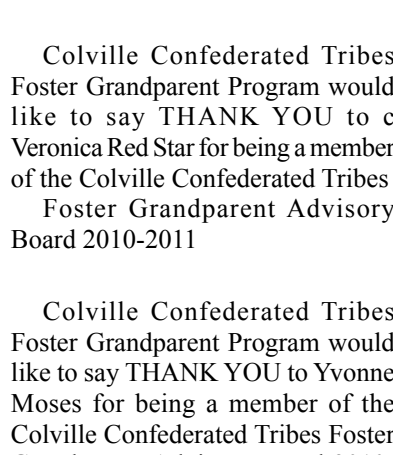 Colville Confederated Tribes
Foster Grandparent Program would
like to say THANK YOU to c
Veronica Red Star for being a member
of the Colville Confederated Tribes
Foster Grandparent Advisory
Board 2010-2011
Colville Confederated Tribes
Foster Grandparent Program would
like to say THANK YOU to Yvonne
Moses for being a member of the
Colville Confederated Tribes Foster